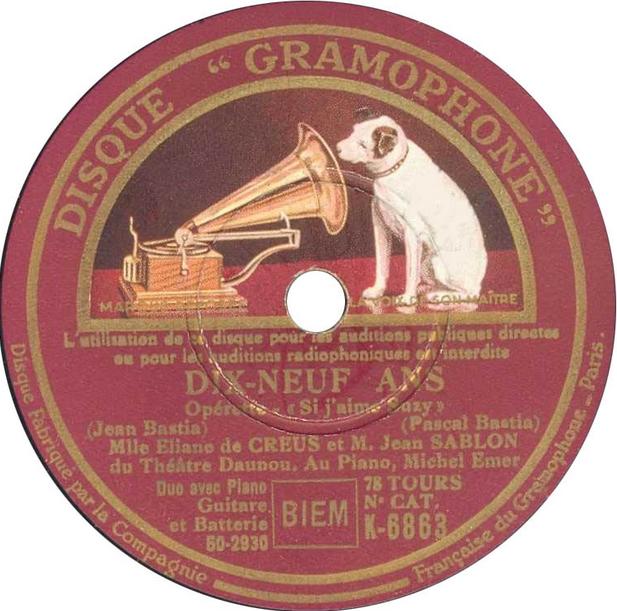 DISQUE “GRAMOPHONE”
LA VOIX DE SON MAÎTRE
L'utilisation de ce disque pour les auditions publiques directes
ou pour les auditions radiophoniques est interdite
DIX-NEUF ANS
Opérette «Si j'aime Suzy»
(Jean Bastia) (Pascal Bastia)
Mlle Eliane de CREUS et M. Jean SABLON
du Théâtre Daunou. Au Piano, Michel Emer
Duo avec Piano
Guitare
et Batterie
50-2930
BIEM
78 TOURS
Nº CAT.
K-6863
Disque Fabriqué par la Compagnie Française du Gramophone - Paris.